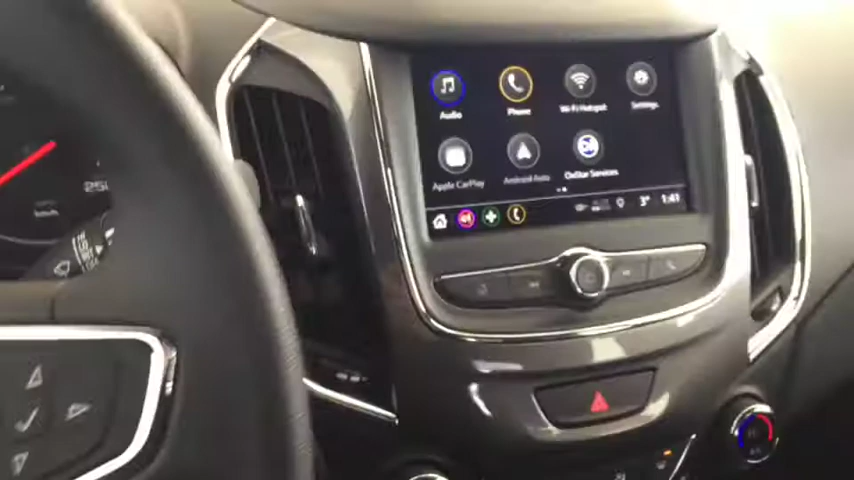 Audio
Phone
Wi-Fi Hotspot
Settings
Apple CarPlay
Android Auto
OnStar Services
3° 1:41